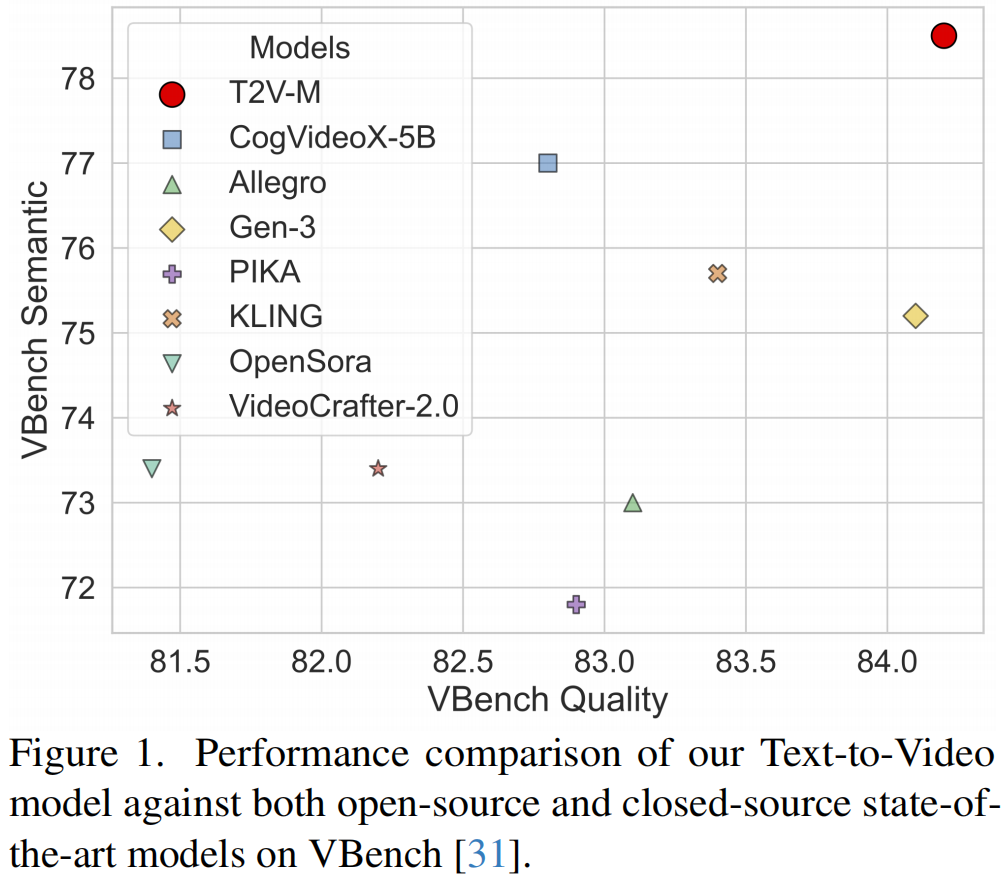 Models
T2V-M
CogVideoX-5B
Allegro
Gen-3
PIKA
KLING
OpenSora
VideoCrafter-2.0
VBench Semantic
78
77
76
75
74
73
72
81.5 82.0 82.5 83.0 83.5 84.0
VBench Quality
Figure 1. Performance comparison of our Text-to-Video
model against both open-source and closed-source state-of-
the-art models on VBench [31].